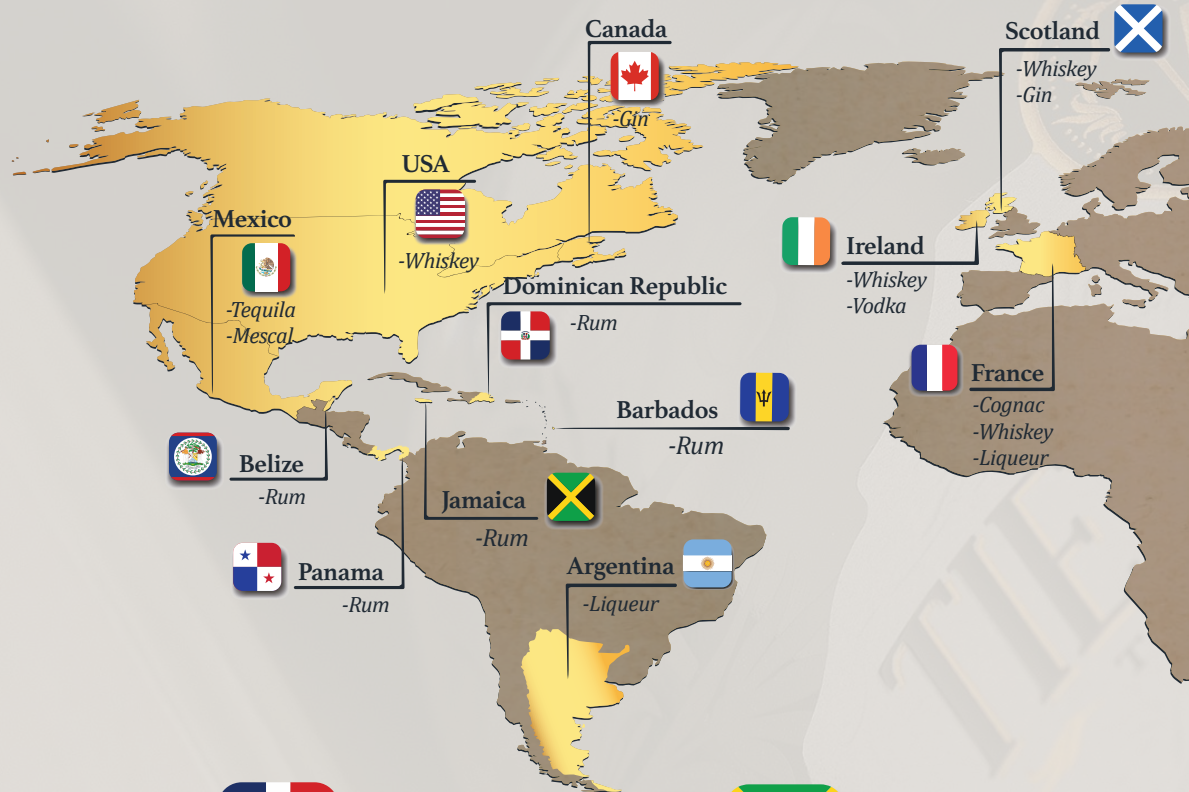 Canada
-Gin
Scotland
-Whiskey
-Gin
USA
-Whiskey
Mexico
-Tequila
-Mescal
Ireland
-Whiskey
-Vodka
Dominican Republic
-Rum
France
-Cognac
-Whiskey
-Liqueur
Barbados
-Rum
Belize
-Rum
Jamaica
-Rum
Panama
-Rum
Argentina
-Liqueur